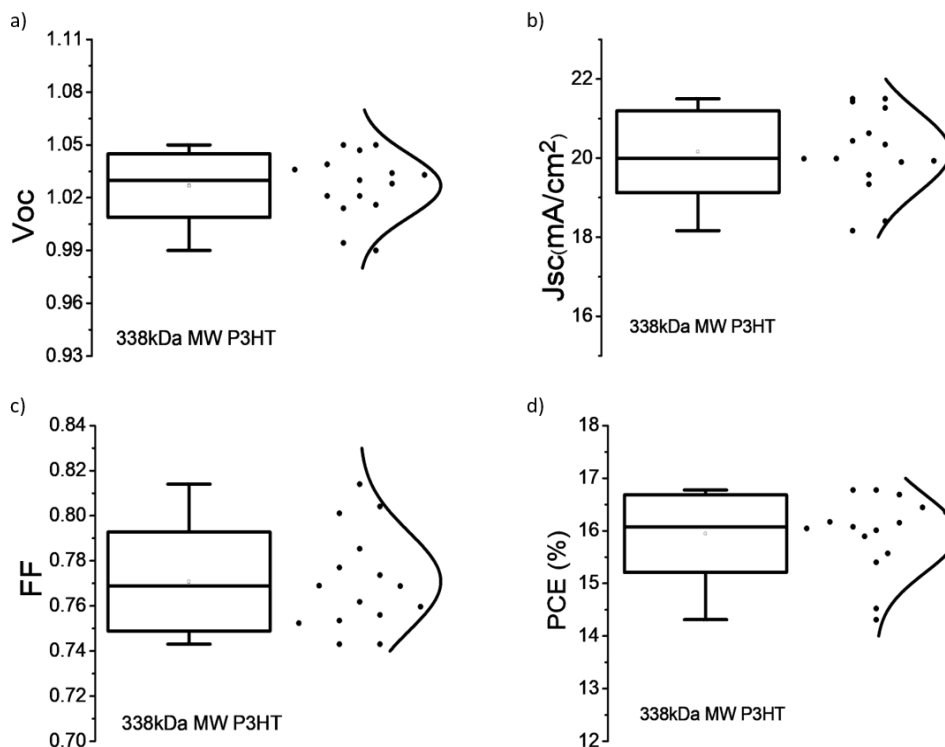 a)
1.11
1.08
1.05
1.02
0.99
0.96
0.93
Voc
338kDa MW P3HT
b)
22
20
18
16
Jsc(mA/cm²)
338kDa MW P3HT
c)
0.84
0.82
0.80
0.78
0.76
0.74
0.72
0.70
FF
338kDa MW P3HT
d)
18
17
16
15
14
13
12
PCE (%)
338kDa MW P3HT